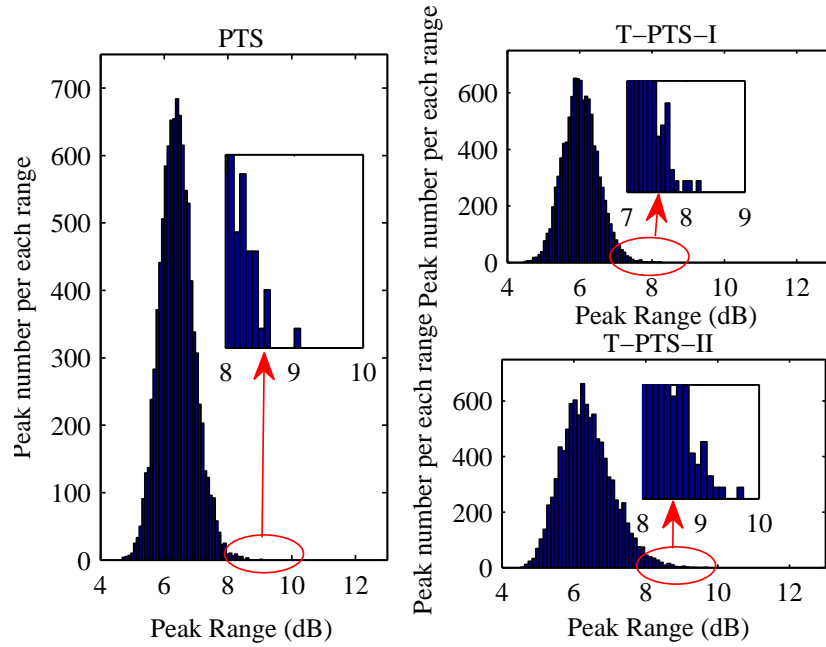 PTS
Peak number per each range
700
600
500
400
300
200
100
0
8 9 10
4 6 8 10 12
Peak Range (dB)
T−PTS−I
Peak number per each range
600
400
200
0
7 8 9
4 6 8 10 12
Peak Range (dB)
T−PTS−II
Peak number per each range
600
400
200
0
8 9 10
4 6 8 10 12
Peak Range (dB)